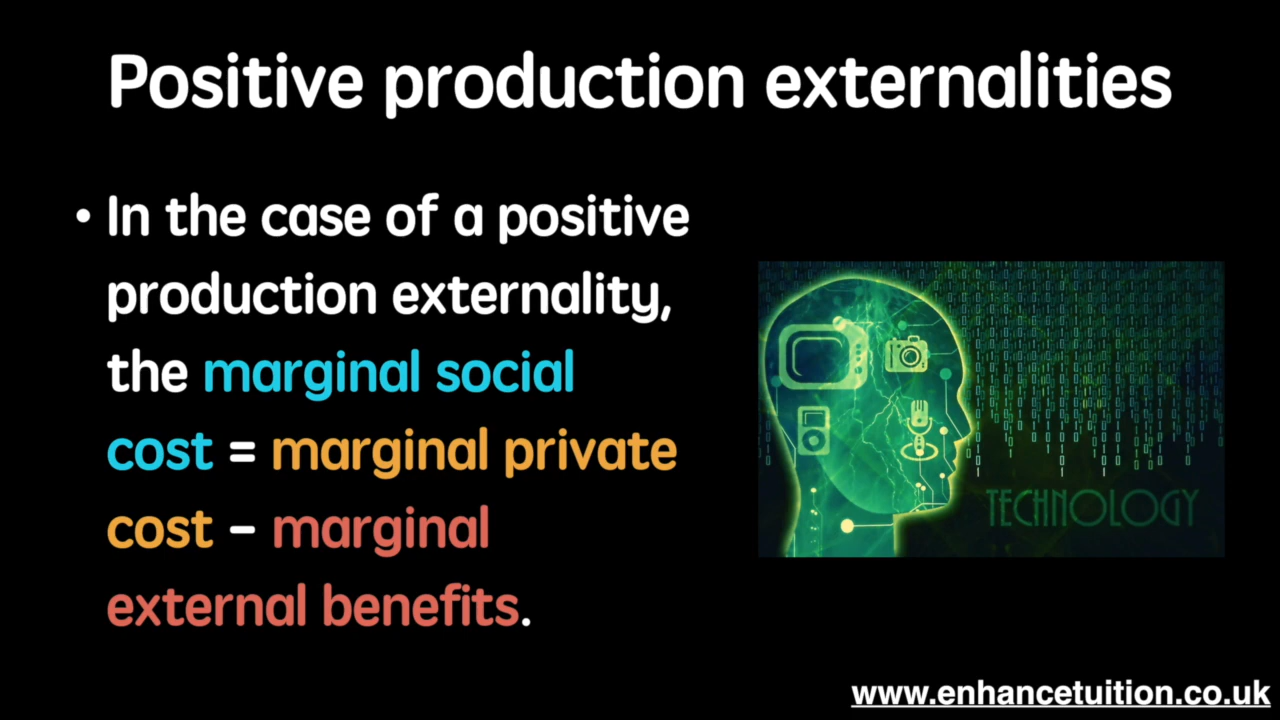 Positive production externalities
• In the case of a positive
production externality,
the marginal social
cost = marginal private
cost – marginal
external benefits.
TECHNOLOGY
www.enhancetuition.co.uk